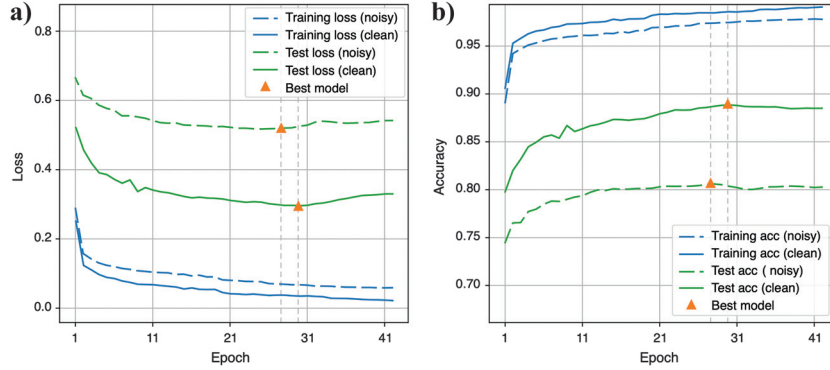 a)
0.8
0.6
0.4
0.2
0.0
Loss
1
11
21
31
41
Epoch
Training loss (noisy)
Training loss (clean)
Test loss (noisy)
Test loss (clean)
Best model
b)
0.95
0.90
0.85
0.80
0.75
0.70
Accuracy
1
11
21
31
41
Epoch
Training acc (noisy)
Training acc (clean)
Test acc ( noisy)
Test acc (clean)
Best model